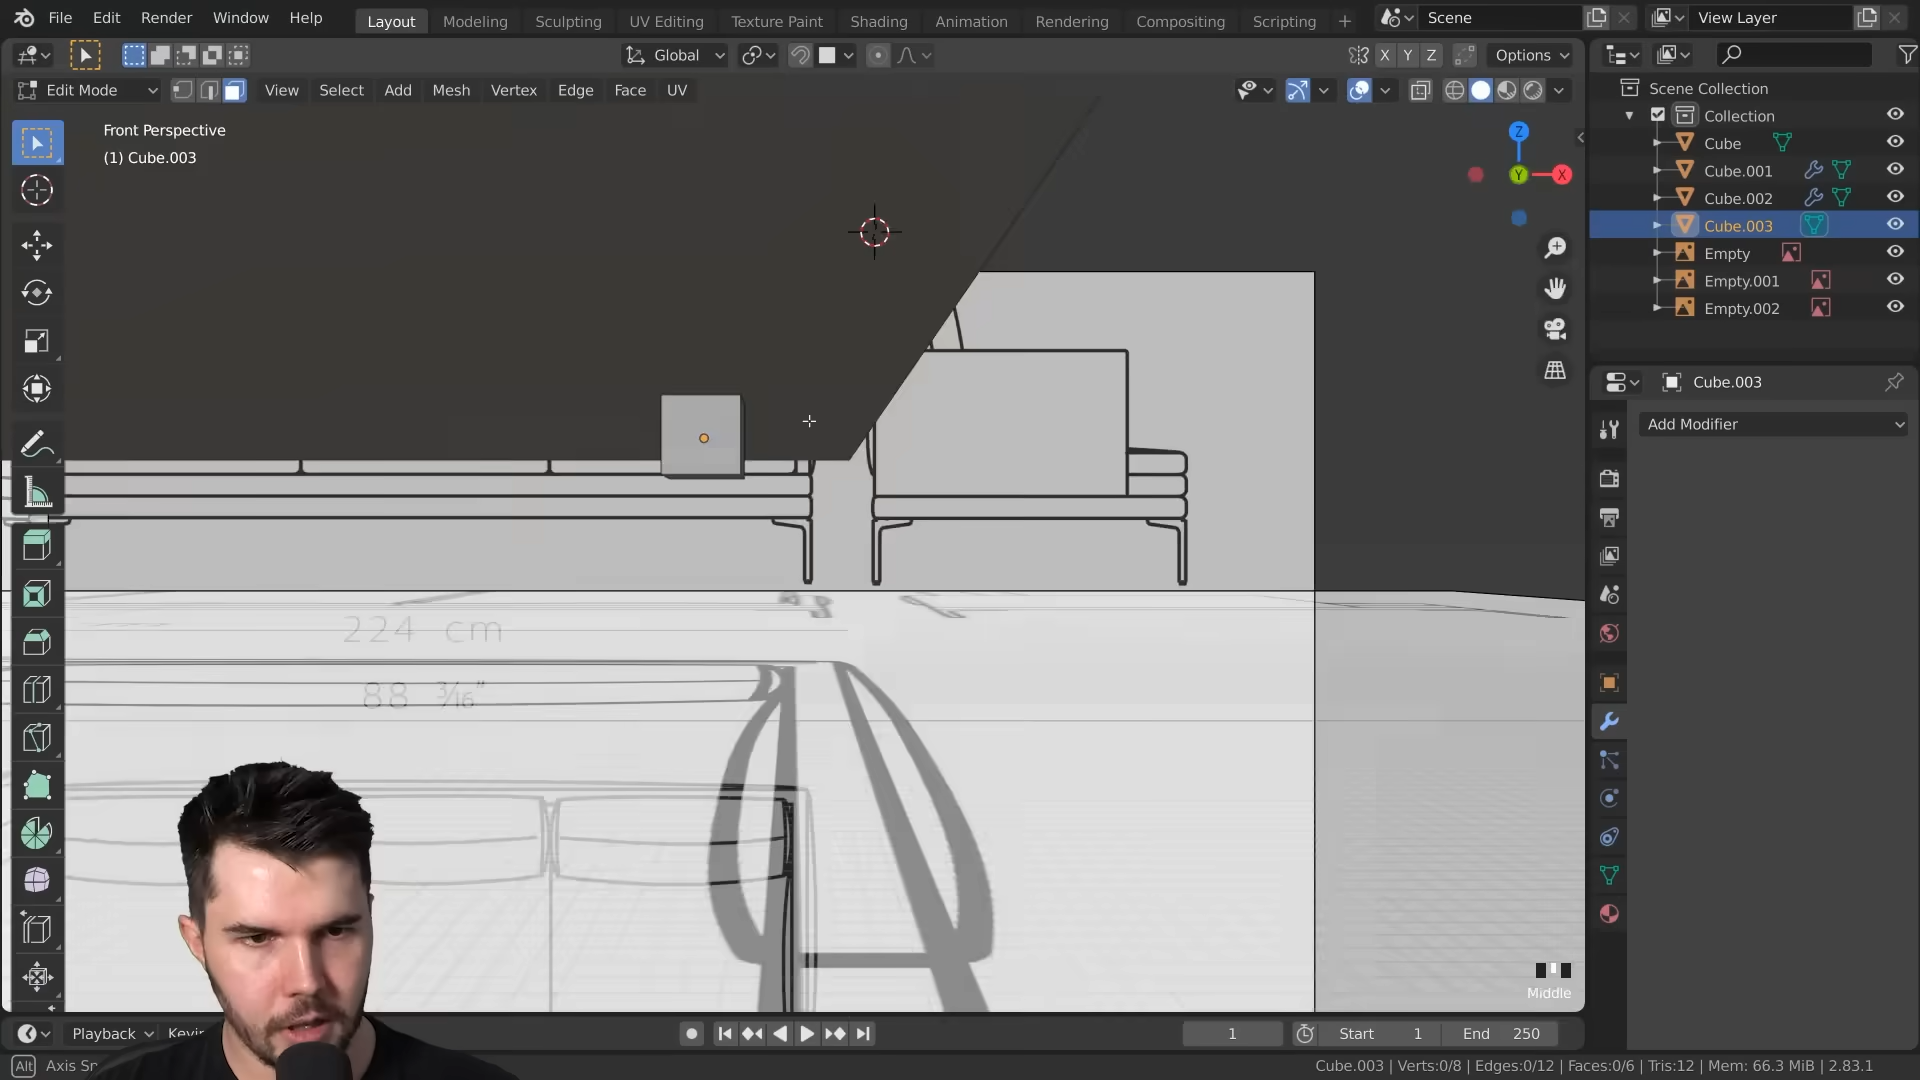 File Edit Render Window Help
Layout Modeling Sculpting UV Editing Texture Paint Shading Animation Rendering Compositing Scripting
Scene
View Layer
Global
X Y Z
Options
Edit Mode
View Select Add Mesh Vertex Edge Face UV
Front Perspective
(1) Cube.003
Z
Y
X
Scene Collection
Collection
Cube
Cube.001
Cube.002
Cube.003
Empty
Empty.001
Empty.002
Cube.003
Add Modifier
224 cm
88 3/16"
Middle
Playback
1
Start 1
End 250
Alt
Cube.003 | Verts:0/8 | Edges:0/12 | Faces:0/6 | Tris:12 | Mem: 66.3 MiB | 2.83.1